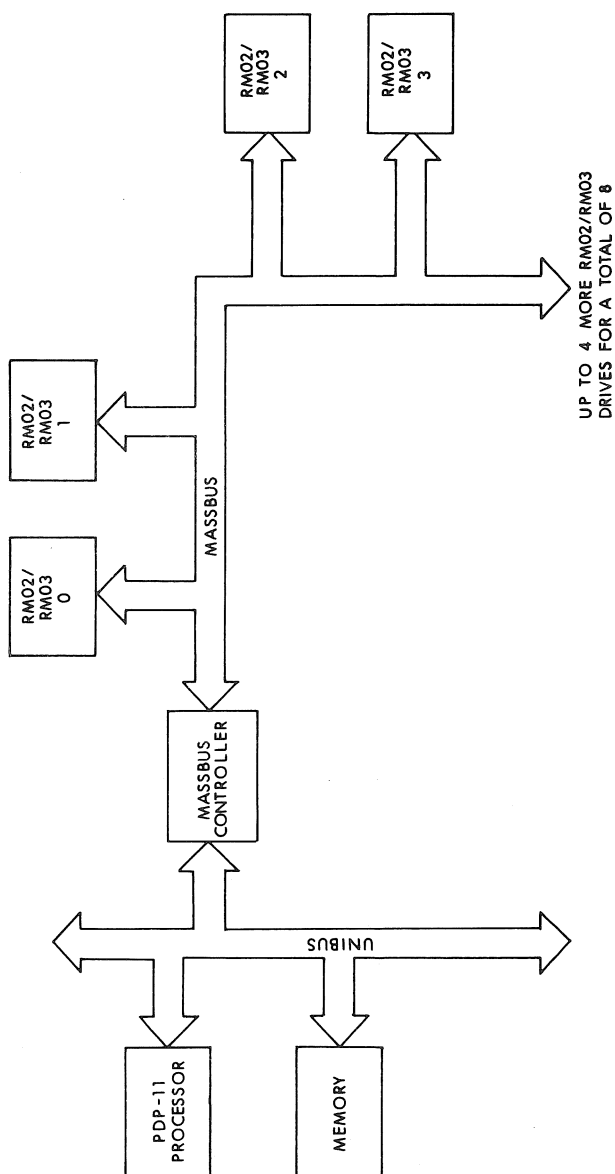 PDP-11
PROCESSOR
MEMORY
UNIBUS
MASSBUS
CONTROLLER
MASSBUS
RM02/
RM03
0
RM02/
RM03
1
RM02/
RM03
2
RM02/
RM03
3
UP TO 4 MORE RM02/RM03
DRIVES FOR A TOTAL OF 8